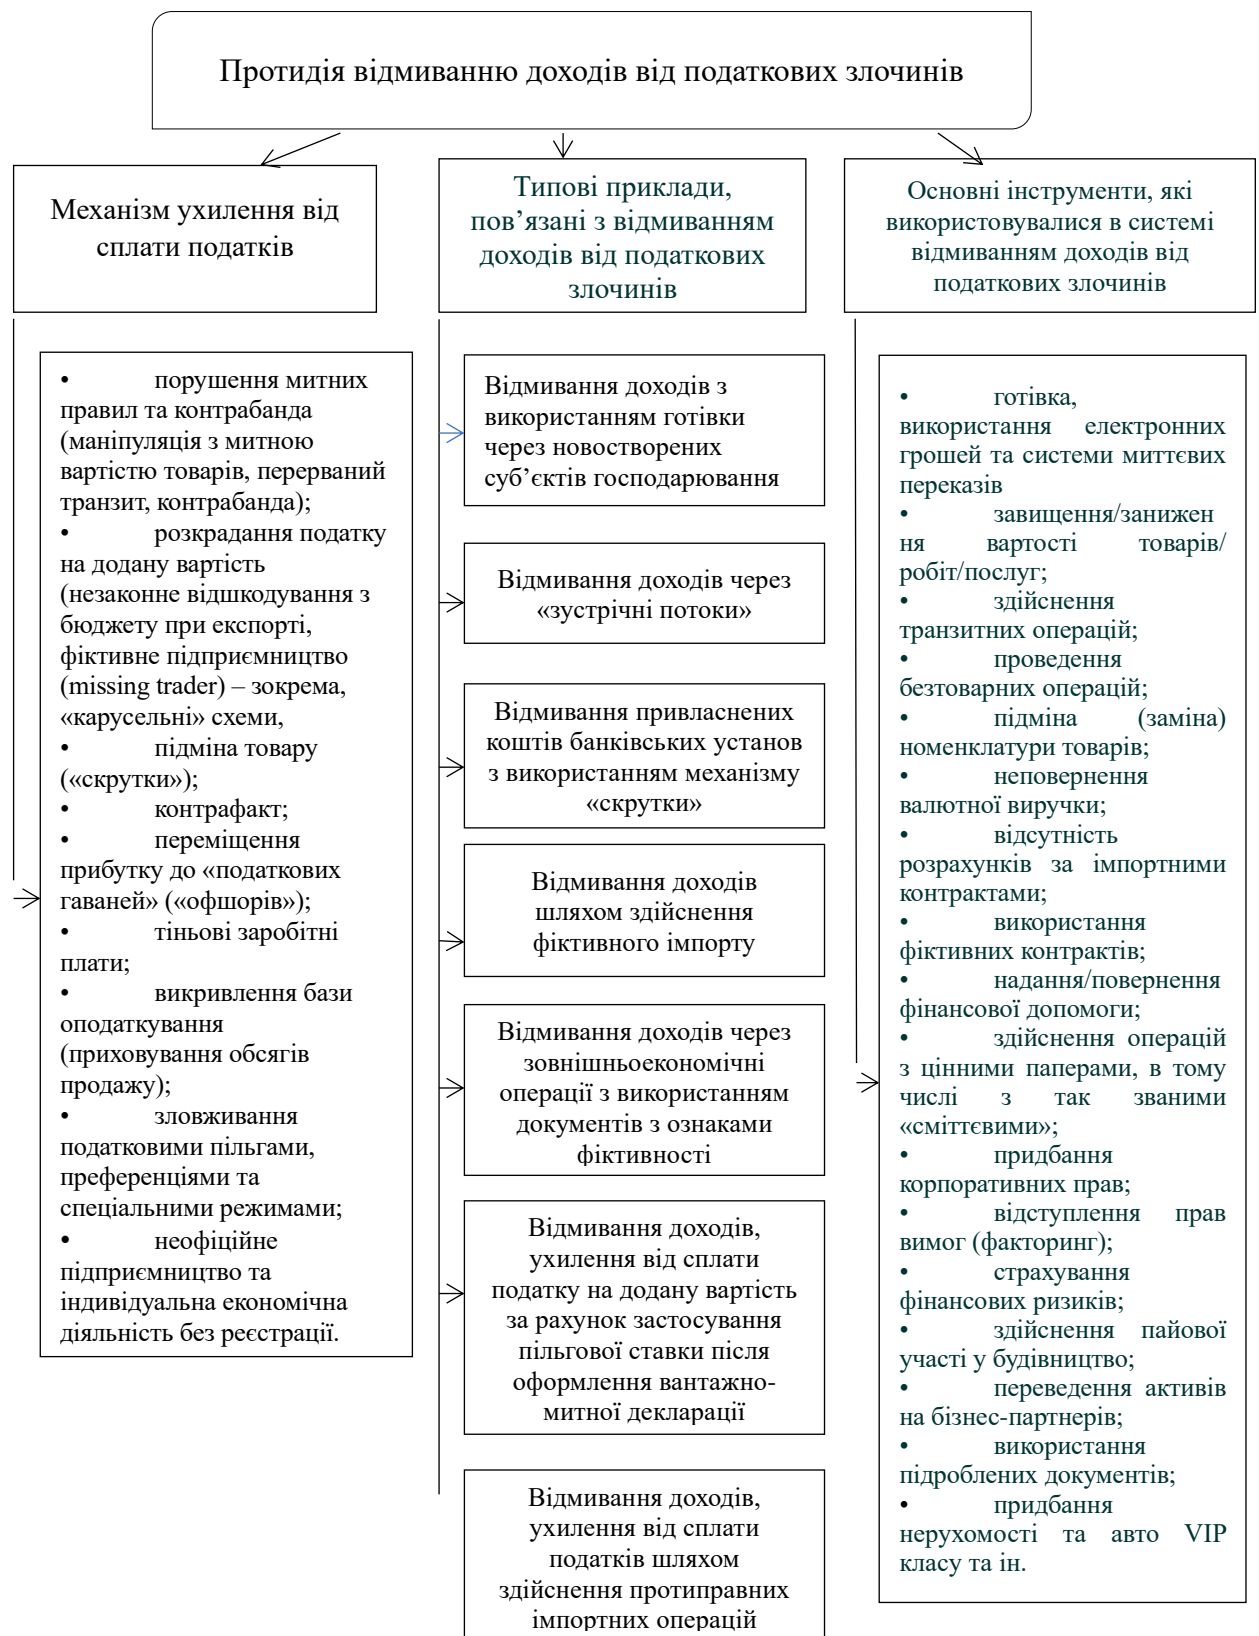 Протидія відмиванню доходів від податкових злочинів
Механізм ухилення від
сплати податків
• порушення митних
правил та контрабанда
(маніпуляція з митною
вартістю товарів, перерваний
транзит, контрабанда);
• розкрадання податку
на додану вартість
(незаконне відшкодування з
бюджету при експорті,
фіктивне підприємництво
(missing trader) – зокрема,
«карусельні» схеми,
• підміна товару
(«скрутки»);
• контрафакт;
• переміщення
прибутку до «податкових
гаваней» («офшорів»);
• тіньові заробітні
плати;
• викривлення бази
оподаткування
(приховування обсягів
продажу);
• зловживання
податковими пільгами,
преференціями та
спеціальними режимами;
• неофіційне
підприємництво та
індивідуальна економічна
діяльність без реєстрації.
Типові приклади,
пов’язані з відмиванням
доходів від податкових
злочинів
Відмивання доходів з
використанням готівки
через новостворених
суб’єктів господарювання
Відмивання доходів через
«зустрічні потоки»
Відмивання привласнених
коштів банківських установ
з використанням механізму
«скрутки»
Відмивання доходів
шляхом здійснення
фіктивного імпорту
Відмивання доходів через
зовнішньоекономічні
операції з використанням
документів з ознаками
фіктивності
Відмивання доходів,
ухилення від сплати
податку на додану вартість
за рахунок застосування
пільгової ставки після
оформлення вантажно-
митної декларації
Відмивання доходів,
ухилення від сплати
податків шляхом
здійснення протиправних
імпортних операцій
Основні інструменти, які
використовувалися в системі
відмиванням доходів від
податкових злочинів
• готівка,
використання електронних
грошей та системи миттєвих
переказів
• завищення/занижен
ня вартості товарів/
робіт/послуг;
• здійснення
транзитних операцій;
• проведення
безтоварних операцій;
• підміна (заміна)
номенклатури товарів;
• неповернення
валютної виручки;
• відсутність
розрахунків за імпортними
контрактами;
• використання
фіктивних контрактів;
• надання/повернення
фінансової допомоги;
• здійснення операцій
з цінними паперами, в тому
числі з так званими
«сміттєвими»;
• придбання
корпоративних прав;
• відступлення прав
вимог (факторинг);
• страхування
фінансових ризиків;
• здійснення пайової
участі у будівництво;
• переведення активів
на бізнес-партнерів;
• використання
підроблених документів;
• придбання
нерухомості та авто VIP
класу та ін.